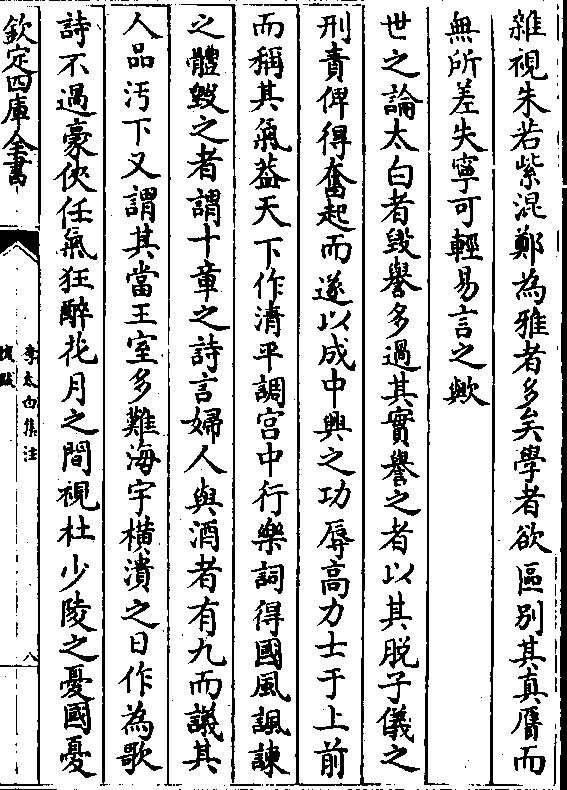 雜視朱若紫混鄭為雅者多矣學者欲區别其真贗而
無所差失寧可輕易言之歟
世之論太白者毀譽多過其實譽之者以其脱子儀之
刑責俾得奮起而遂以成中興之功辱高力士于上前
而稱其氣葢天下作清平調宫中行樂詞得國風諷諫
之體毀之者謂十章之詩言婦人與酒者有九而議其
人品汚下又謂其當王室多難海宇横潰之日作為歌
詩不過豪俠任氣狂醉花月之間視杜少陵之憂國憂
欽定四庫全書
李太白集注
後跋
八